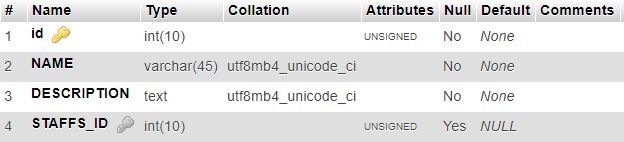 # Name Type Collation Attributes Null Default Comments
1 id int(10) UNSIGNED No None
2 NAME varchar(45) utf8mb4_unicode_ci No None
3 DESCRIPTION text utf8mb4_unicode_ci No None
4 STAFFS_ID int(10) UNSIGNED Yes NULL